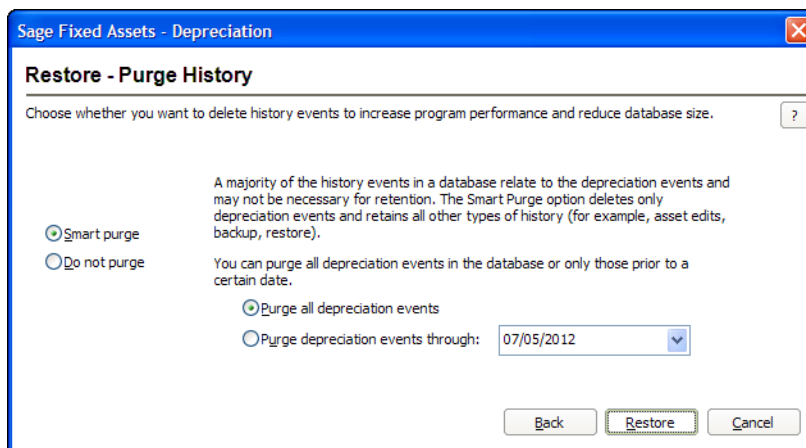 Sage Fixed Assets - Depreciation
Restore - Purge History
Choose whether you want to delete history events to increase program performance and reduce database size.
?
A majority of the history events in a database relate to the depreciation events and
may not be necessary for retention. The Smart Purge option deletes only
depreciation events and retains all other types of history (for example, asset edits,
backup, restore).
Smart purge
Do not purge
You can purge all depreciation events in the database or only those prior to a
certain date.
Purge all depreciation events
Purge depreciation events through: 07/05/2012
Back Restore Cancel